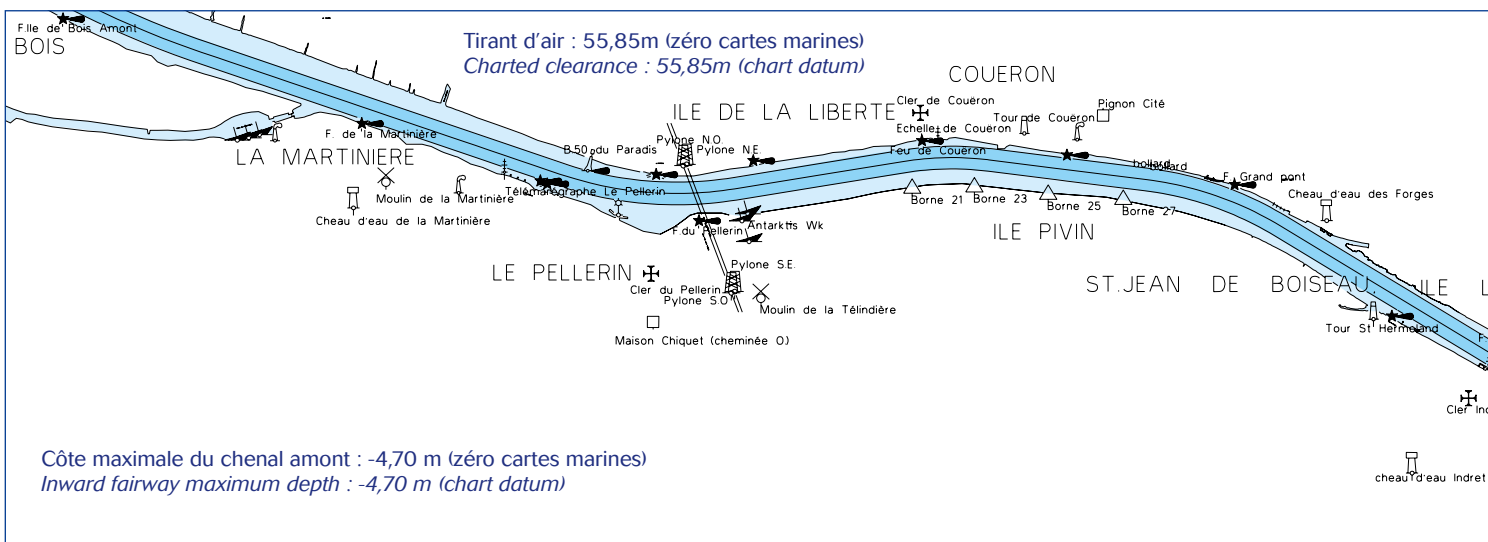 F.Ile de Bois Amont
BOIS
Tirant d'air : 55,85m (zéro cartes marines)
Charted clearance : 55,85m (chart datum)
COUERON
ILE DE LA LIBERTE
Cler de Couëron
Pignon Cité
Tour de Couëron
Echelle de Couëron
Feu de Couëron
F. de la Martinière
LA MARTINIERE
B.50 du Paradis
Pylone N.O.
Pylone N.E.
bollard
bollard
F. Grand pont
Cheau d'eau des Forges
Moulin de la Martinière
Cheau d'eau de la Martinière
Télémarégraphe Le Pellerin
F.du Pellerin
Antarktis Wk
Borne 21
Borne 23
Borne 25
Borne 27
ILE PIVIN
LE PELLERIN
Pylone S.E.
Cler du Pellerin
Pylone S.O
Moulin de la Télindière
Maison Chiquet (cheminée O.)
ST.JEAN DE BOISEAU
ILE L
Tour St Hermeland
F.
Cler Ind
cheau d'eau Indret
Côte maximale du chenal amont : -4,70 m (zéro cartes marines)
Inward fairway maximum depth : -4,70 m (chart datum)